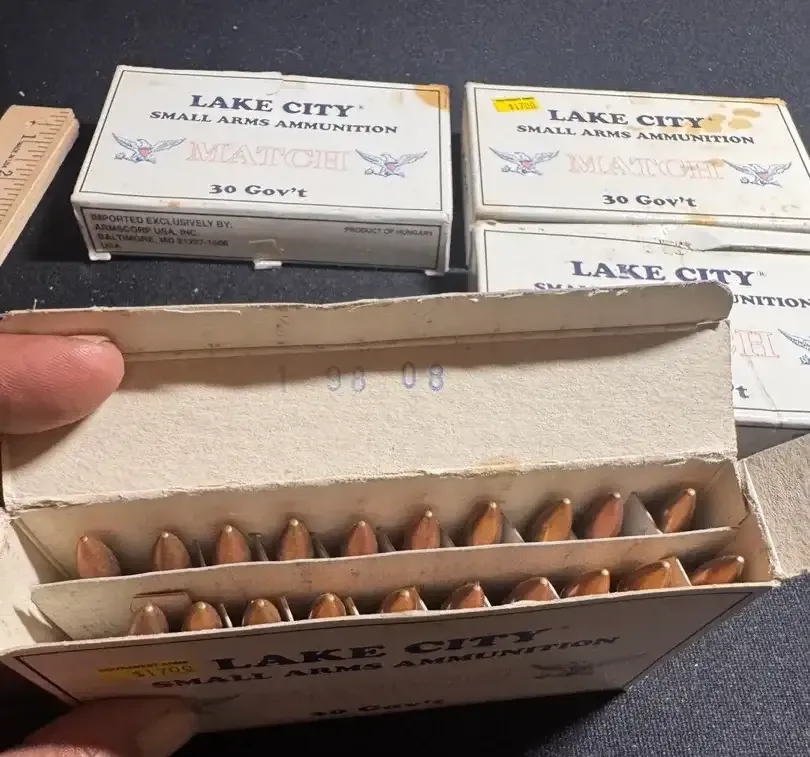 LAKE CITY®
SMALL ARMS AMMUNITION
MATCH
30 Gov't
IMPORTED EXCLUSIVELY BY:
ARMSCORP USA, INC.
BALTIMORE, MD
USA
PRODUCT OF HUNGARY
LAKE CITY®
SMALL ARMS AMMUNITION
MATCH
30 Gov't
LAKE CITY®
1 98 08
LAKE CITY
SMALL ARMS AMMUNITION
30 Gov't